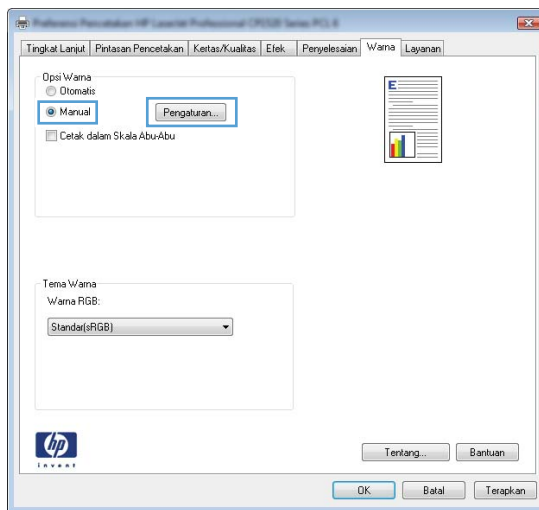 Tingkat Lanjut Pintasan Pencetakan Kertas/Kualitas Efek Penyelesaian Warna Layanan
Opsi Warna
Otomatis
Manual Pengaturan...
Cetak dalam Skala Abu-Abu
E
Tema Warna
Warna RGB:
Standar(sRGB)
hp
invent
Tentang... Bantuan
OK Batal Terapkan